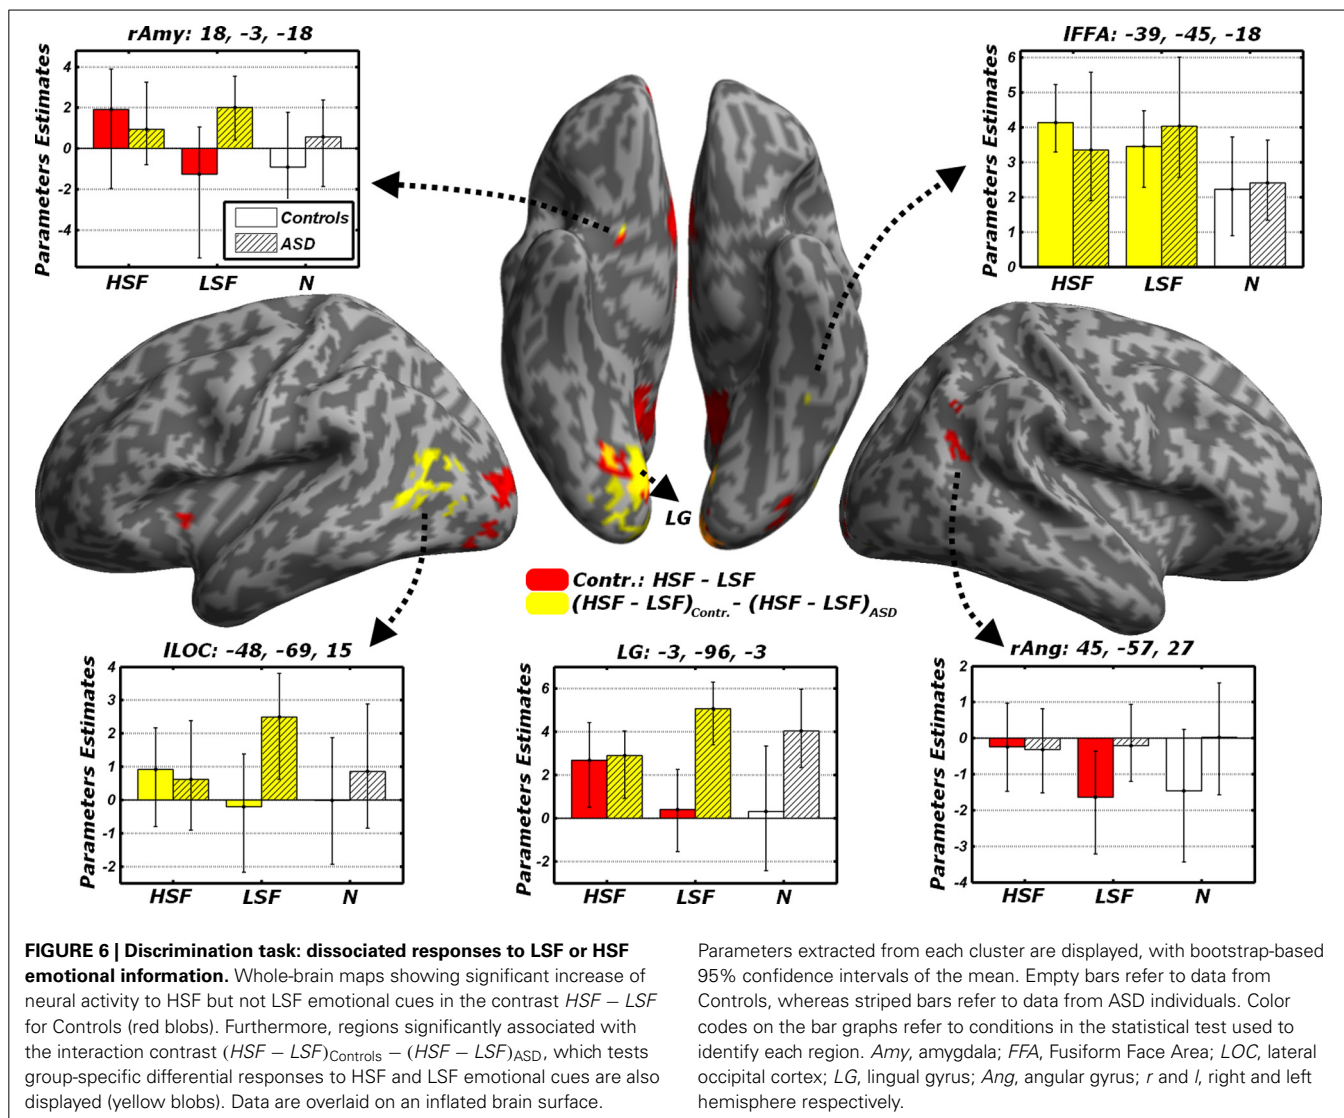 rAmy: 18, -3, -18
Parameters Estimates
4
2
0
-2
-4
Controls
ASD
HSF LSF N
lFFA: -39, -45, -18
Parameters Estimates
6
5
4
3
2
1
0
HSF LSF N
LG
Contr.: HSF - LSF
(HSF - LSF)Contr.- (HSF - LSF)ASD
lLOC: -48, -69, 15
Parameters Estimates
4
3
2
1
0
-1
-2
HSF LSF N
LG: -3, -96, -3
Parameters Estimates
6
4
2
0
-2
HSF LSF N
rAng: 45, -57, 27
Parameters Estimates
2
1
0
-1
-2
-3
-4
HSF LSF N
FIGURE 6 | Discrimination task: dissociated responses to LSF or HSF
emotional information. Whole-brain maps showing significant increase of
neural activity to HSF but not LSF emotional cues in the contrast HSF − LSF
for Controls (red blobs). Furthermore, regions significantly associated with
the interaction contrast (HSF − LSF)Controls − (HSF − LSF)ASD, which tests
group-specific differential responses to HSF and LSF emotional cues are also
displayed (yellow blobs). Data are overlaid on an inflated brain surface.
Parameters extracted from each cluster are displayed, with bootstrap-based
95% confidence intervals of the mean. Empty bars refer to data from
Controls, whereas striped bars refer to data from ASD individuals. Color
codes on the bar graphs refer to conditions in the statistical test used to
identify each region. Amy, amygdala; FFA, Fusiform Face Area; LOC, lateral
occipital cortex; LG, lingual gyrus; Ang, angular gyrus; r and l, right and left
hemisphere respectively.